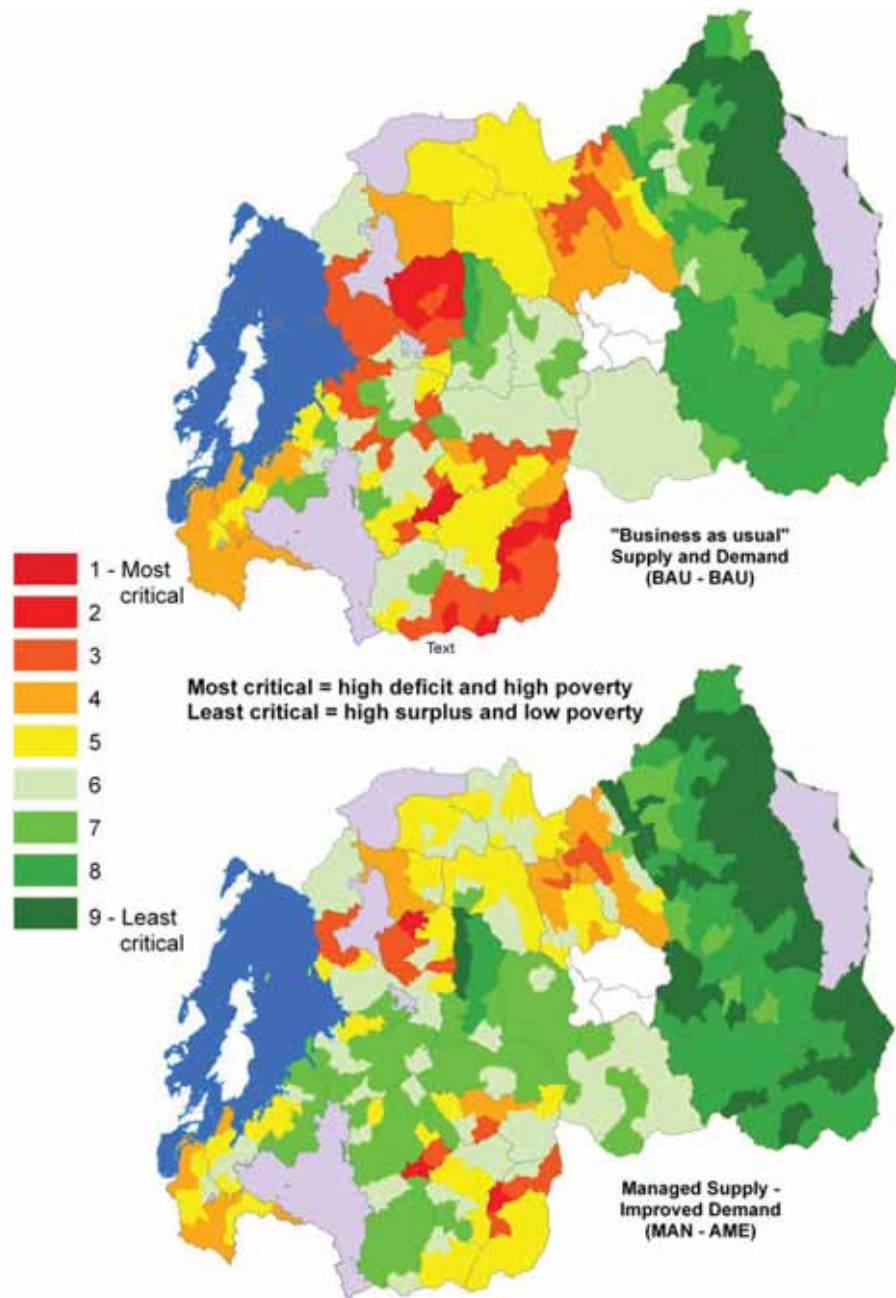 "Business as usual"
Supply and Demand
(BAU - BAU)
1 - Most
critical
2
3
4
5
6
7
8
9 - Least
critical
Text
Most critical = high deficit and high poverty
Least critical = high surplus and low poverty
Managed Supply -
Improved Demand
(MAN - AME)